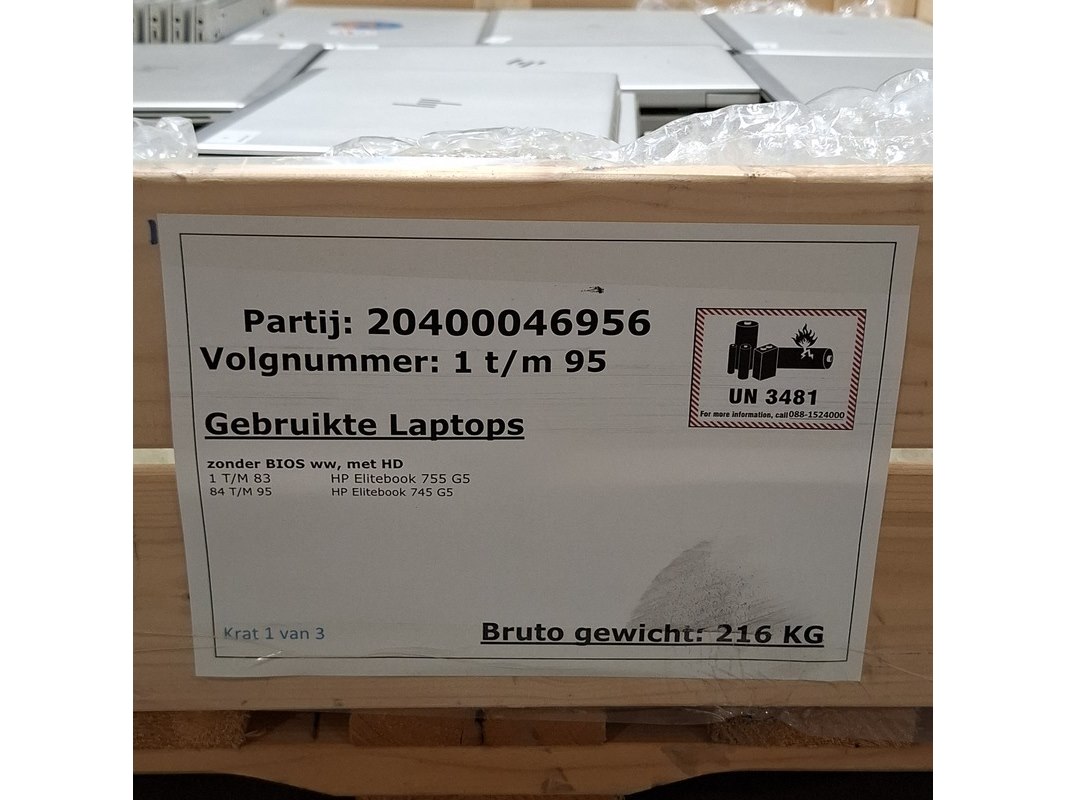 hp
Partij: 20400046956
Volgnummer: 1 t/m 95
UN 3481
For more information, call 088-1524000
Gebruikte Laptops
zonder BIOS ww, met HD
1 T/M 83 HP Elitebook 755 G5
84 T/M 95 HP Elitebook 745 G5
Krat 1 van 3
Bruto gewicht: 216 KG